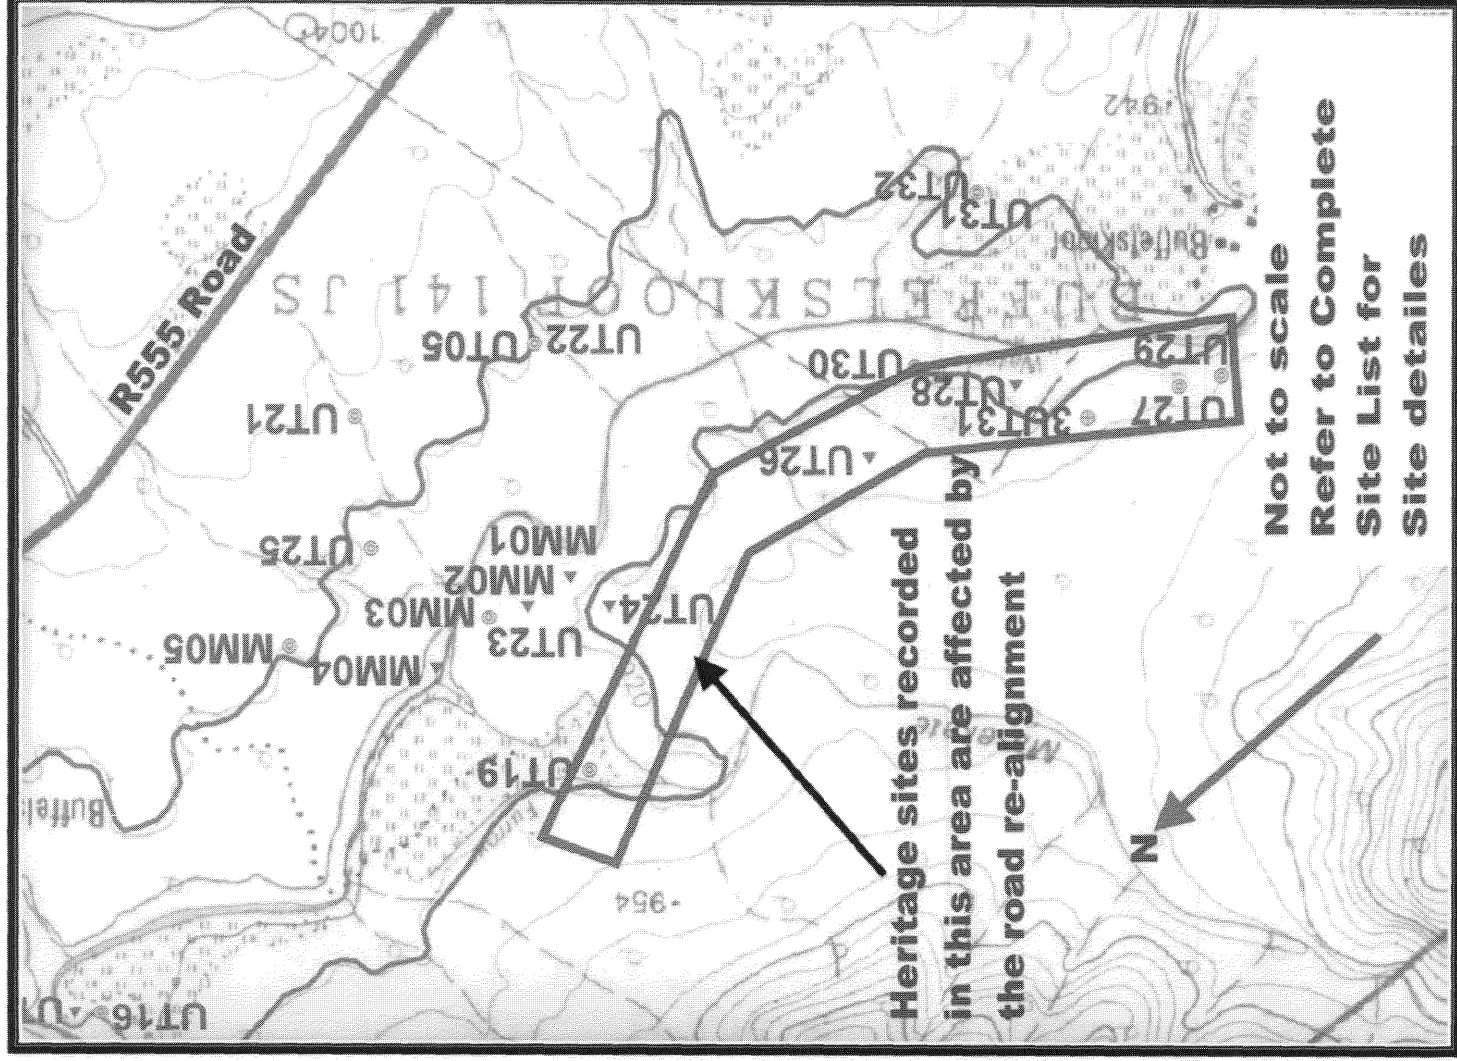 1004
R555 Road
942
UT32
UT31
Buffelskloof
BUFFELSKLOOF 141 JS
UT05
UT22
UT21
UT30
UT29
UT28
UT31
UT27
UT26
UT25
MM01
MM02
MM03
UT24
UT23
MM05
MM04
UT19
Buffels
954
UT16
Heritage sites recorded
in this area are affected by
the road re-alignment
N
Not to scale
Refer to Complete
Site List for
Site detailes